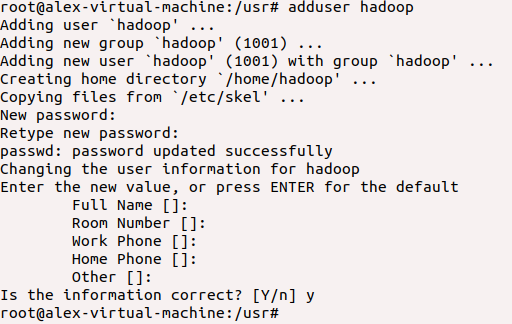 root@alex-virtual-machine:/usr# adduser hadoop
Adding user `hadoop' ...
Adding new group `hadoop' (1001) ...
Adding new user `hadoop' (1001) with group `hadoop' ...
Creating home directory `/home/hadoop' ...
Copying files from `/etc/skel' ...
New password:
Retype new password:
passwd: password updated successfully
Changing the user information for hadoop
Enter the new value, or press ENTER for the default
        Full Name []:
        Room Number []:
        Work Phone []:
        Home Phone []:
        Other []:
Is the information correct? [Y/n] y
root@alex-virtual-machine:/usr#